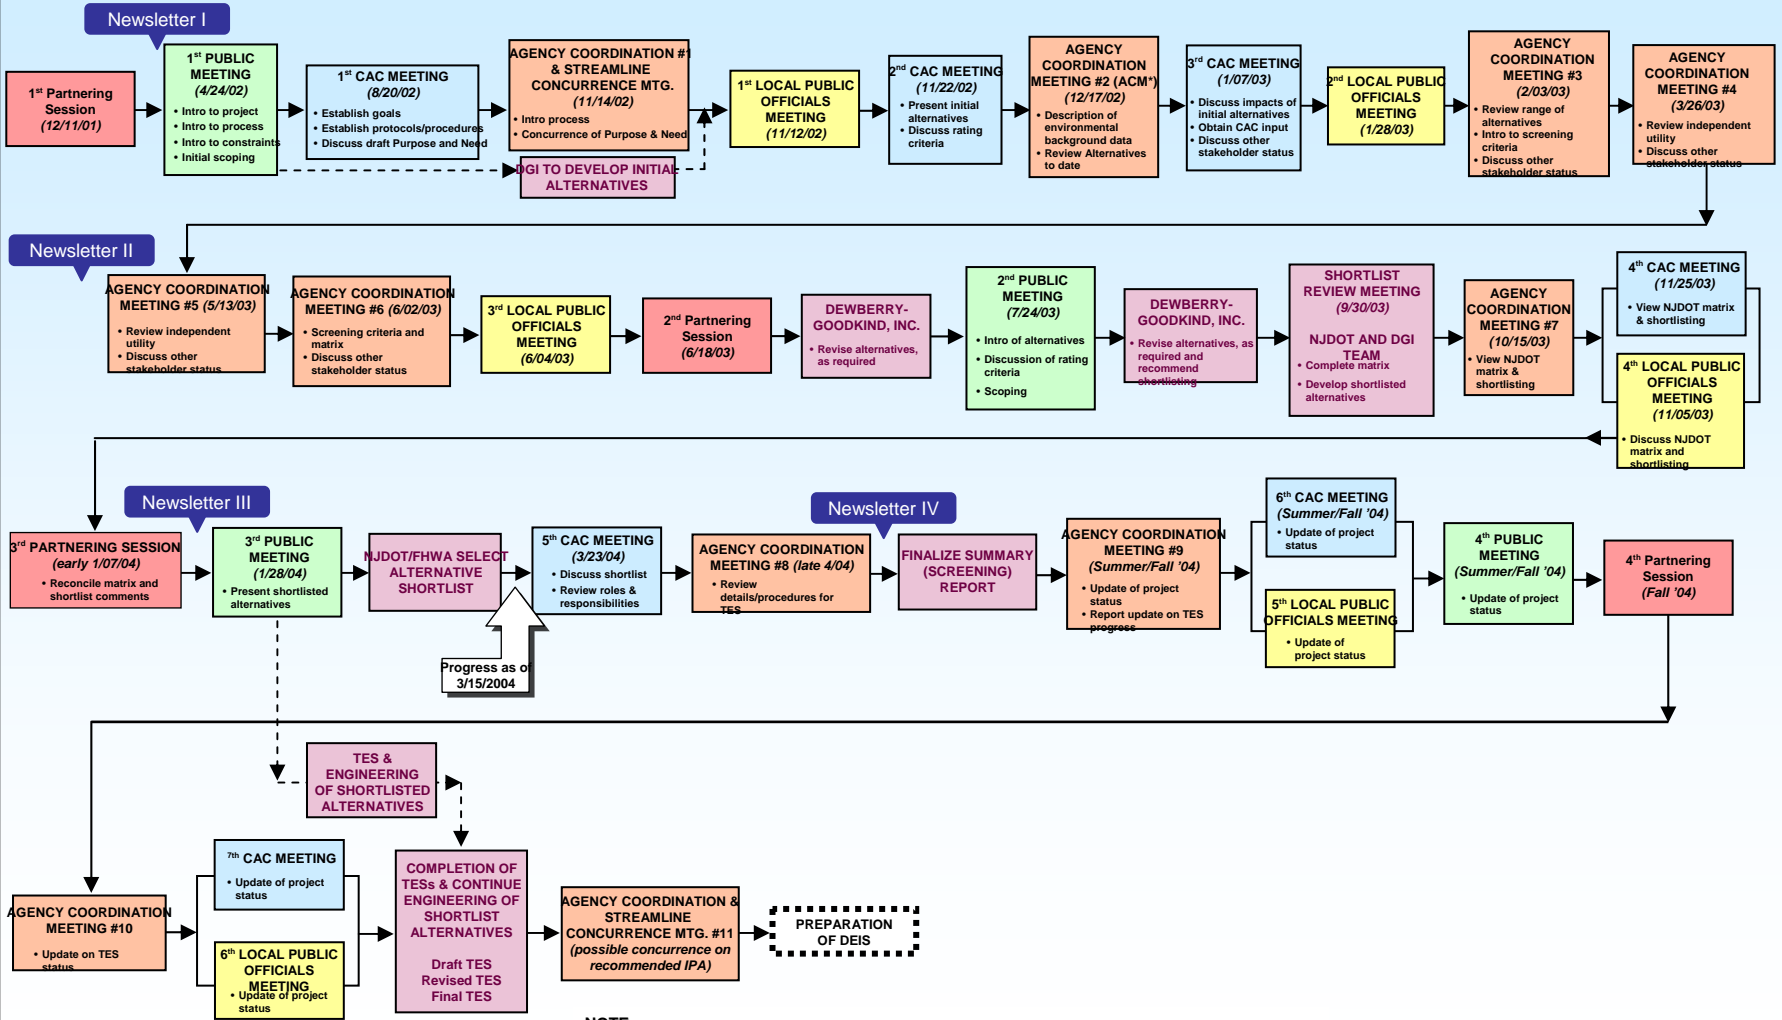 Newsletter I
1st Partnering
Session
(12/11/01)
1st PUBLIC
MEETING
(4/24/02)
• Intro to project
• Intro to process
• Intro to constraints
• Initial scoping
1st CAC MEETING
(8/20/02)
• Establish goals
• Establish protocols/procedures
• Discuss draft Purpose and Need
AGENCY COORDINATION #1
& STREAMLINE
CONCURRENCE MTG.
(11/14/02)
• Intro process
• Concurrence of Purpose & Need
DGI TO DEVELOP INITIAL
ALTERNATIVES
1st LOCAL PUBLIC
OFFICIALS
MEETING
(11/12/02)
2nd CAC MEETING
(11/22/02)
• Present initial
alternatives
• Discuss rating
criteria
AGENCY
COORDINATION
MEETING #2 (ACM*)
(12/17/02)
• Description of
environmental
background data
• Review Alternatives
to date
3rd CAC MEETING
(1/07/03)
• Discuss impacts of
initial alternatives
• Obtain CAC input
• Discuss other
stakeholder status
2nd LOCAL PUBLIC
OFFICIALS
MEETING
(1/28/03)
AGENCY
COORDINATION
MEETING #3
(2/03/03)
• Review range of
alternatives
• Intro to screening
criteria
• Discuss other
stakeholder status
AGENCY
COORDINATION
MEETING #4
(3/26/03)
• Review independent
utility
• Discuss other
stakeholder status
Newsletter II
AGENCY COORDINATION
MEETING #5 (5/13/03)
• Review independent
utility
• Discuss other
stakeholder status
AGENCY COORDINATION
MEETING #6 (6/02/03)
• Screening criteria and
matrix
• Discuss other
stakeholder status
3rd LOCAL PUBLIC
OFFICIALS
MEETING
(6/04/03)
2nd Partnering
Session
(6/18/03)
DEWBERRY-
GOODKIND, INC.
• Revise alternatives,
as required
2nd PUBLIC
MEETING
(7/24/03)
• Intro of alternatives
• Discussion of rating
criteria
• Scoping
DEWBERRY-
GOODKIND, INC.
• Revise alternatives, as
required and
recommend
shortlisting
SHORTLIST
REVIEW MEETING
(9/30/03)
NJDOT AND DGI
TEAM
• Complete matrix
• Develop shortlisted
alternatives
AGENCY
COORDINATION
MEETING #7
(10/15/03)
• View NJDOT
matrix &
shortlisting
4th CAC MEETING
(11/25/03)
• View NJDOT matrix
& shortlisting
4th LOCAL PUBLIC
OFFICIALS
MEETING
(11/05/03)
• Discuss NJDOT
matrix and
shortlisting
Newsletter III
Newsletter IV
3rd PARTNERING SESSION
(early 1/07/04)
• Reconcile matrix and
shortlist comments
3rd PUBLIC
MEETING
(1/28/04)
• Present shortlisted
alternatives
NJDOT/FHWA SELECT
ALTERNATIVE
SHORTLIST
Progress as of
3/15/2004
5th CAC MEETING
(3/23/04)
• Discuss shortlist
• Review roles &
responsibilities
AGENCY COORDINATION
MEETING #8 (late 4/04)
• Review
details/procedures for
TES
FINALIZE SUMMARY
(SCREENING)
REPORT
AGENCY COORDINATION
MEETING #9
(Summer/Fall '04)
• Update of project
status
• Report update on TES
progress
6th CAC MEETING
(Summer/Fall '04)
• Update of project
status
5th LOCAL PUBLIC
OFFICIALS MEETING
• Update of
project status
4th PUBLIC
MEETING
(Summer/Fall '04)
• Update of project
status
4th Partnering
Session
(Fall '04)
TES &
ENGINEERING
OF SHORTLISTED
ALTERNATIVES
AGENCY COORDINATION
MEETING #10
• Update on TES
status
7th CAC MEETING
• Update of project
status
6th LOCAL PUBLIC
OFFICIALS
MEETING
• Update of project
status
COMPLETION OF
TESs & CONTINUE
ENGINEERING OF
SHORTLIST
ALTERNATIVES
Draft TES
Revised TES
Final TES
AGENCY COORDINATION &
STREAMLINE
CONCURRENCE MTG. #11
(possible concurrence on
recommended IPA)
PREPARATION
OF DEIS